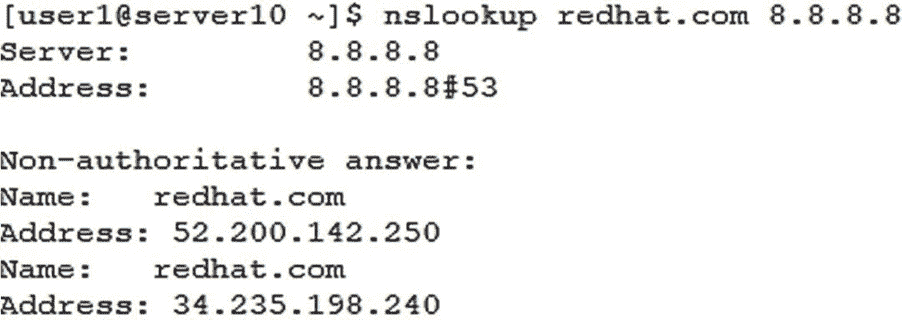 [user1@server10 ~]$ nslookup redhat.com 8.8.8.8
Server:         8.8.8.8
Address:        8.8.8.8#53

Non-authoritative answer:
Name:   redhat.com
Address: 52.200.142.250
Name:   redhat.com
Address: 34.235.198.240